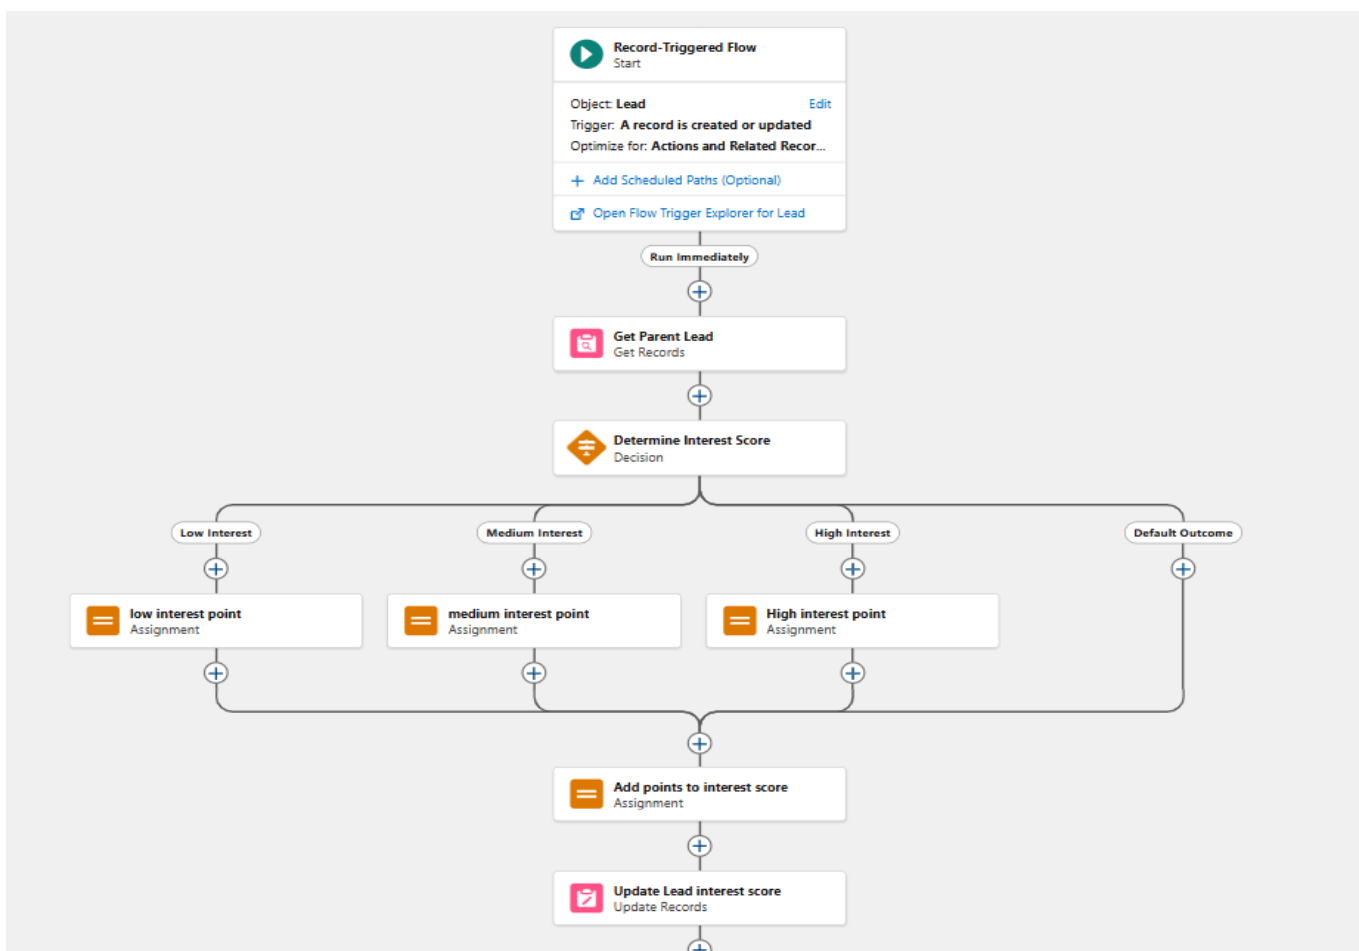 Record-Triggered Flow
Start
Object: Lead
Edit
Trigger: A record is created or updated
Optimize for: Actions and Related Recor...
Add Scheduled Paths (Optional)
Open Flow Trigger Explorer for Lead
Run Immediately
Get Parent Lead
Get Records
Determine Interest Score
Decision
Low Interest
Medium Interest
High Interest
Default Outcome
low interest point
Assignment
medium interest point
Assignment
High interest point
Assignment
Add points to interest score
Assignment
Update Lead interest score
Update Records